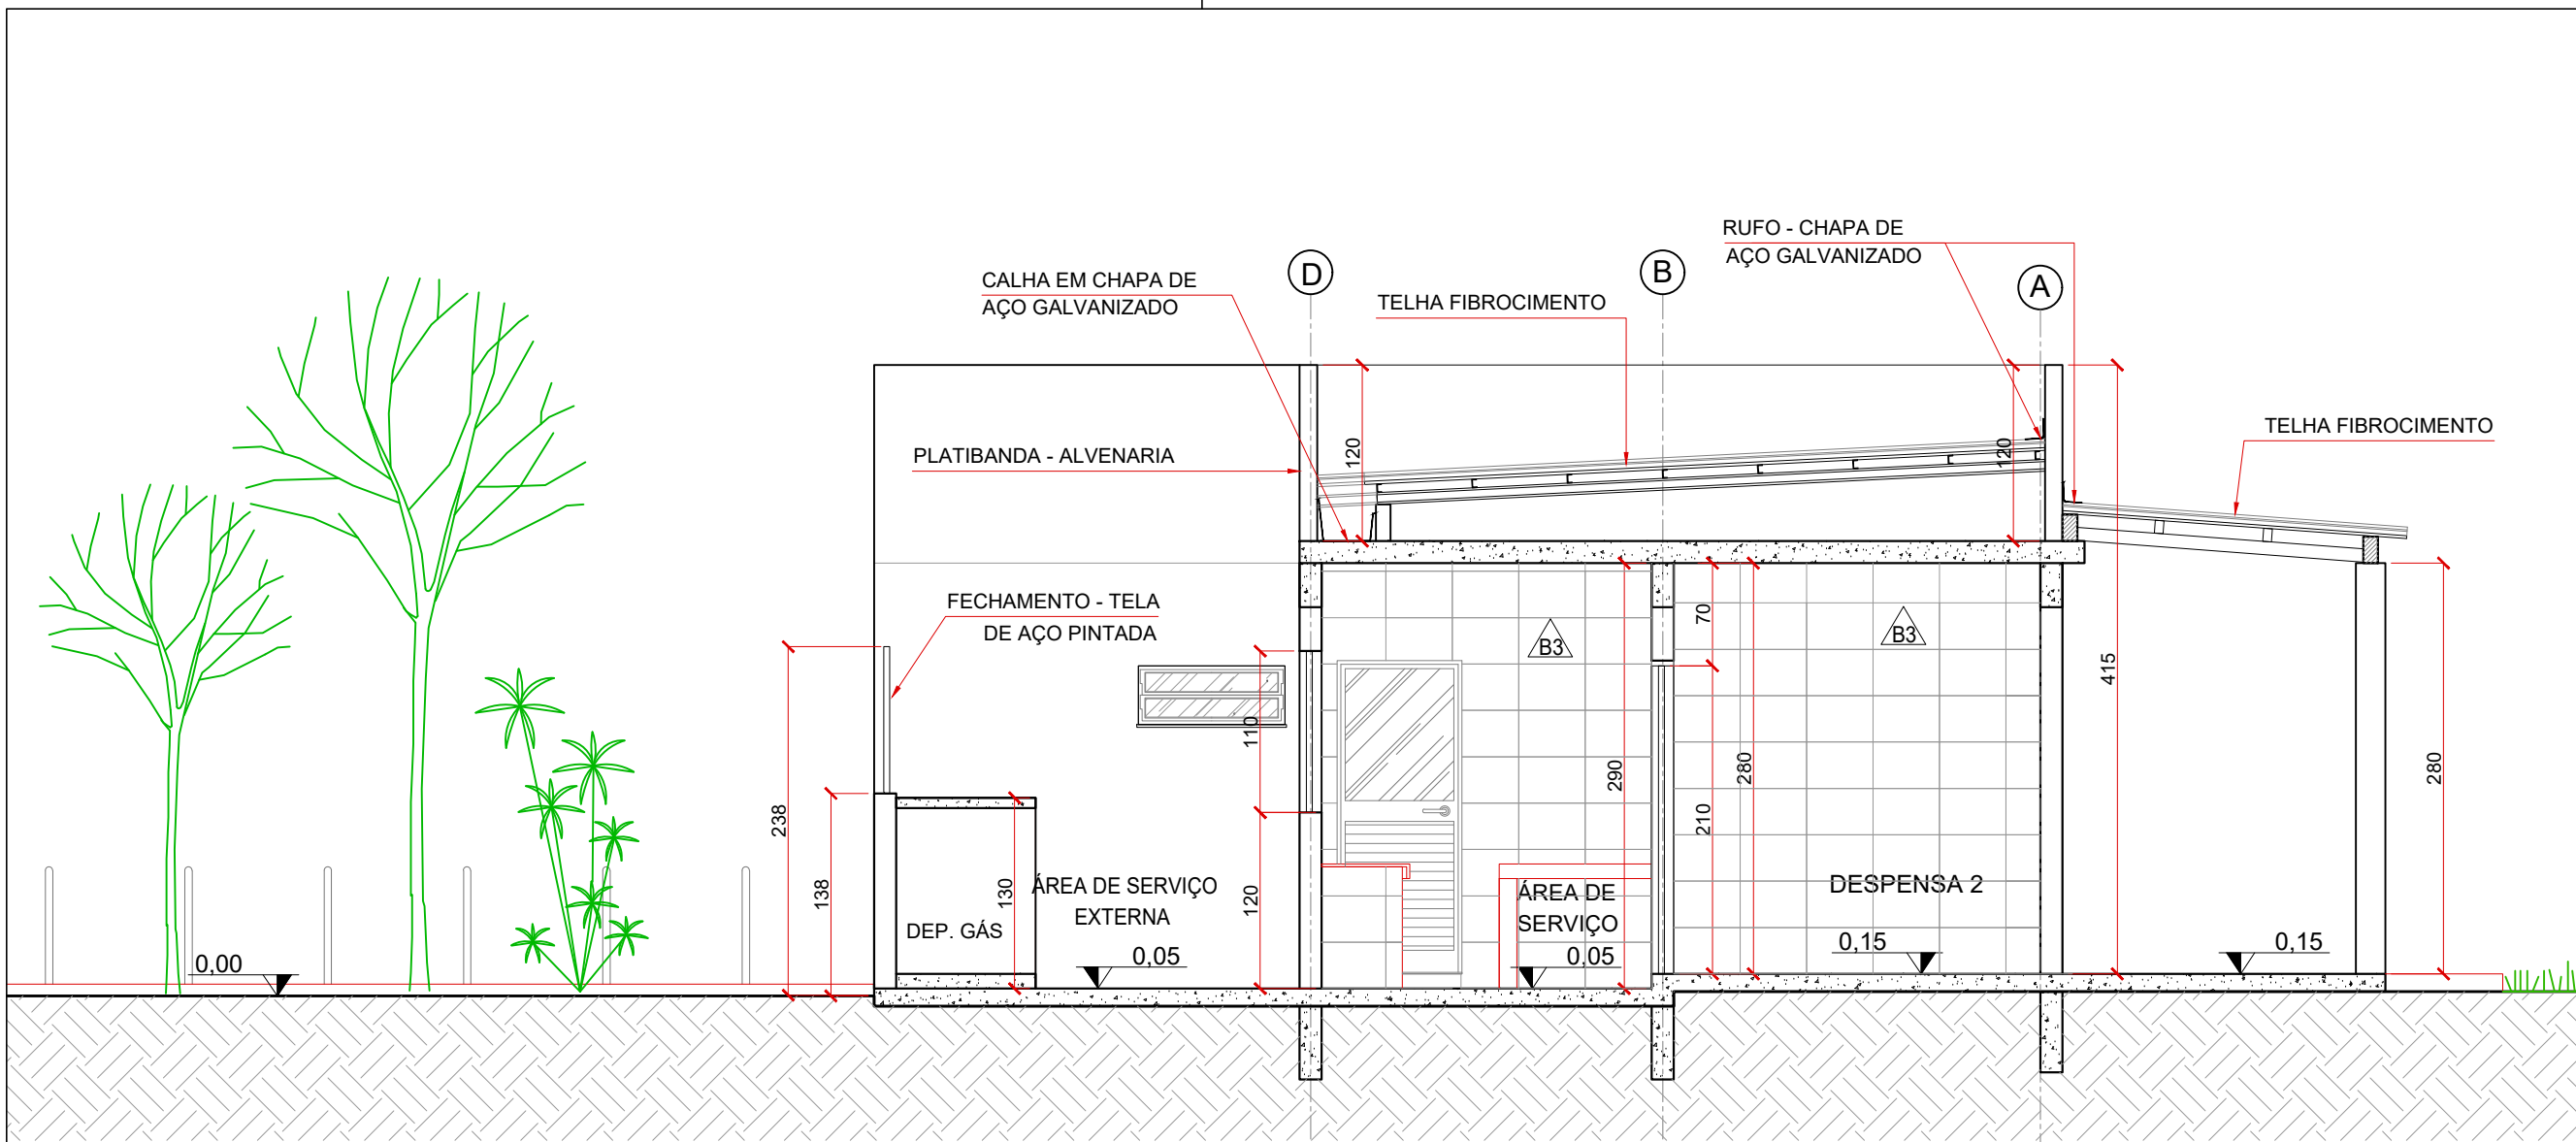 RUFO - CHAPA DE
AÇO GALVANIZADO
D
B
A
CALHA EM CHAPA DE
AÇO GALVANIZADO
TELHA FIBROCIMENTO
TELHA FIBROCIMENTO
PLATIBANDA - ALVENARIA
120
120
FECHAMENTO - TELA
DE AÇO PINTADA
B3
B3
70
415
110
290
280
280
238
210
138
130
120
ÁREA DE SERVIÇO
EXTERNA
ÁREA DE
SERVIÇO
DESPENSA 2
DEP. GÁS
0,00
0,05
0,05
0,15
0,15